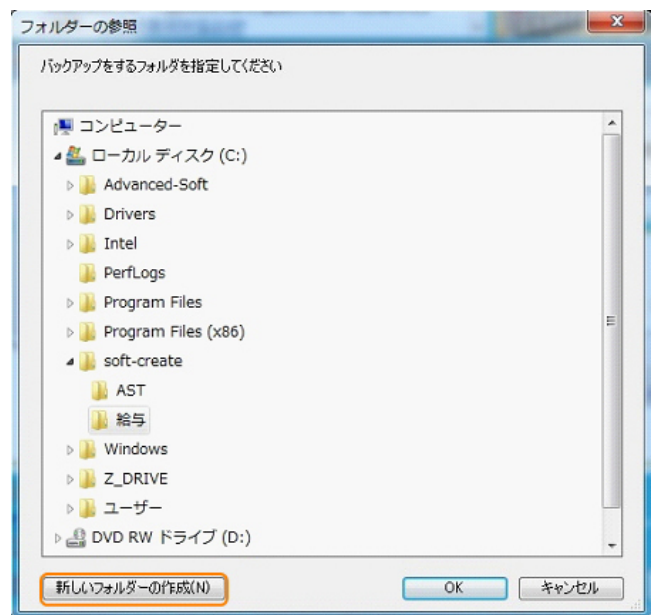 フォルダーの参照
バックアップをするフォルダを指定してください
コンピューター
ローカル ディスク (C:)
Advanced-Soft
Drivers
Intel
PerfLogs
Program Files
Program Files (x86)
soft-create
AST
給与
Windows
Z_DRIVE
ユーザー
DVD RW ドライブ (D:)
新しいフォルダーの作成(N) OK キャンセル